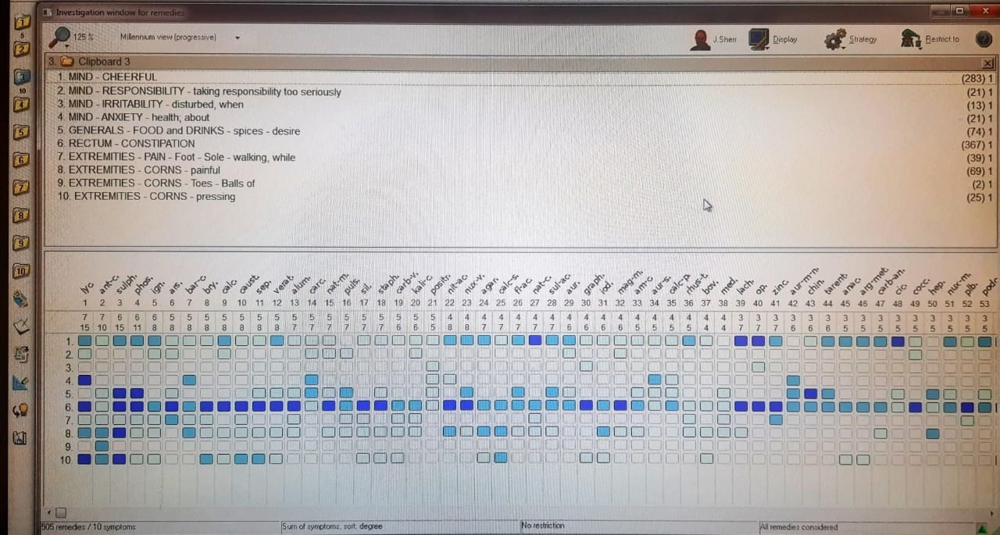 Investigation window for remedies
125 %
Millennium view (progressive)
J. Sherr
Display
Strategy
Restrict to
3. Clipboard 3
1. MIND - CHEERFUL (283) 1
2. MIND - RESPONSIBILITY - taking responsibility too seriously (21) 1
3. MIND - IRRITABILITY - disturbed, when (13) 1
4. MIND - ANXIETY - health; about (21) 1
5. GENERALS - FOOD and DRINKS - spices - desire (74) 1
6. RECTUM - CONSTIPATION (367) 1
7. EXTREMITIES - PAIN - Foot - Sole - walking, while (39) 1
8. EXTREMITIES - CORNS - painful (69) 1
9. EXTREMITIES - CORNS - Toes - Balls of (2) 1
10. EXTREMITIES - CORNS - pressing (25) 1
lyc. ant-c. sulph. phos. ign. ars. bar-c. bry. calc. caust. sep. verat. alum. carc. nat-m. puls. sil. staph. carb-v. kali-c. positr. nit-ac. nux-v. agar. calc-s. fl-ac. nat-c. sul-ac. aur. graph. iod. mag-m. am-c. aur-s. calc-p. rhus-t. bov. med. lach. op. zinc. aur-m-n. chin. tarent. anac. arg-met. carb-an. cic. cocc. hep. nux-m. plb. podo.
1 2 3 4 5 6 7 8 9 10 11 12 13 14 15 16 17 18 19 20 21 22 23 24 25 26 27 28 29 30 31 32 33 34 35 36 37 38 39 40 41 42 43 44 45 46 47 48 49 50 51 52 53
7 7 6 6 6 5 5 5 5 5 5 5 5 5 5 5 5 5 5 5 5 4 4 4 4 4 4 4 4 4 4 4 4 4 4 4 4 4 3 3 3 3 3 3 3 3 3 3 3 3 3 3 3
15 10 15 11 8 8 8 8 8 8 8 8 7 7 7 7 7 7 6 6 5 8 8 7 7 7 7 7 6 6 6 6 5 5 5 5 4 4 7 7 7 6 6 6 5 5 5 5 5 5 5 5 5
1.
2.
3.
4.
5.
6.
7.
8.
9.
10.
505 remedies / 10 symptoms
Sum of symptoms, sort: degree
No restriction
All remedies considered